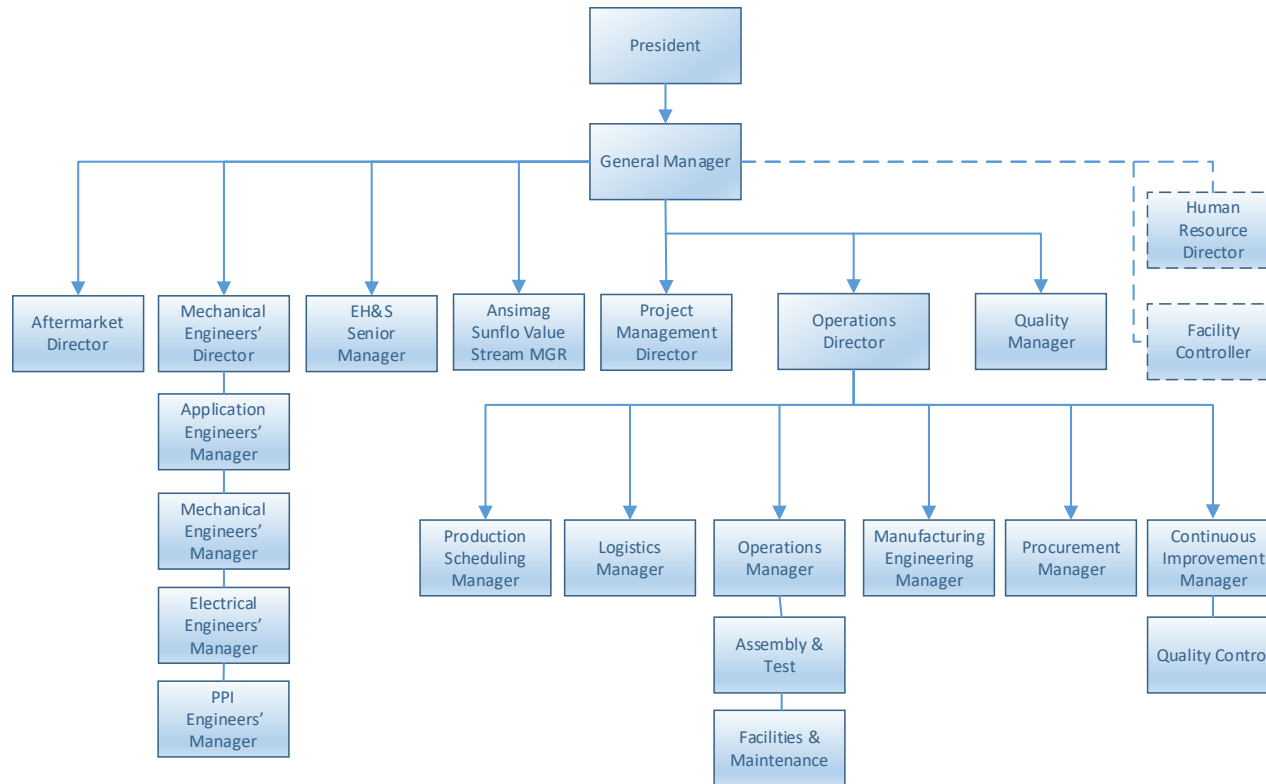 President
General Manager
Human
Resource
Director
Aftermarket
Director
Mechanical
Engineers’
Director
EH&S
Senior
Manager
Ansimag
Sunflo Value
Stream MGR
Project
Management
Director
Operations
Director
Quality
Manager
Facility
Controller
Application
Engineers’
Manager
Mechanical
Engineers’
Manager
Electrical
Engineers’
Manager
PPI
Engineers’
Manager
Production
Scheduling
Manager
Logistics
Manager
Operations
Manager
Manufacturing
Engineering
Manager
Procurement
Manager
Continuous
Improvement
Manager
Assembly &
Test
Quality Control
Facilities &
Maintenance